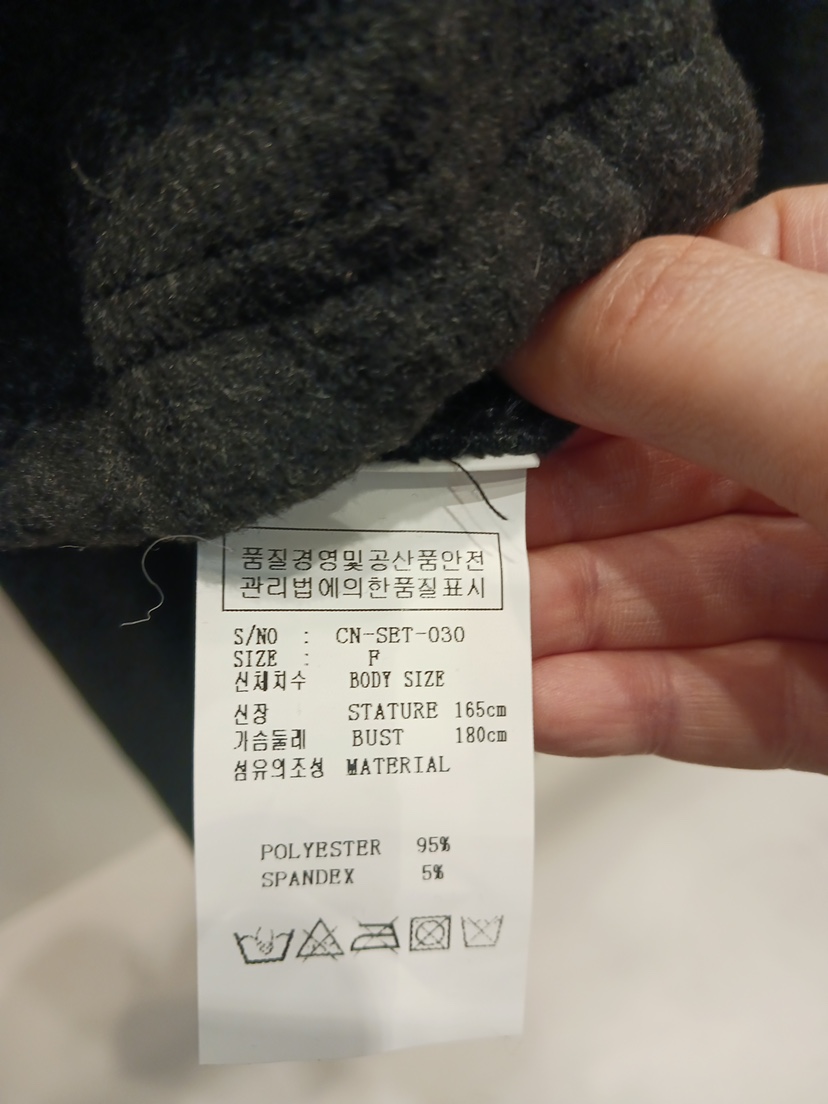 품질경영및공산품안전
관리법에의한품질표시
S/NO : CN-SET-030
SIZE : F
신체치수 BODY SIZE
신장 STATURE 165cm
가슴둘레 BUST 180cm
섬유의조성 MATERIAL
POLYESTER 95%
SPANDEX 5%